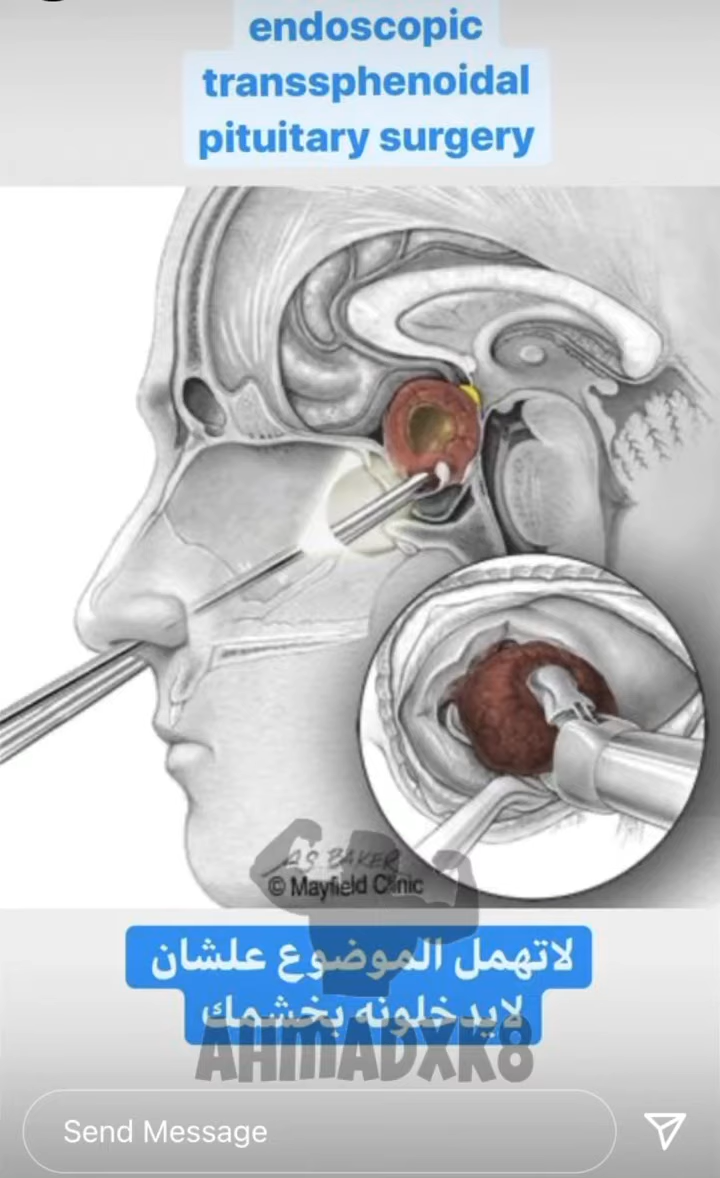 endoscopic
transsphenoidal
pituitary surgery
A.S. BAKER
© Mayfield Clinic
لاتهمل الموضوع علشان
لايدخلونه بخشمك
AHMADXK8
Send Message